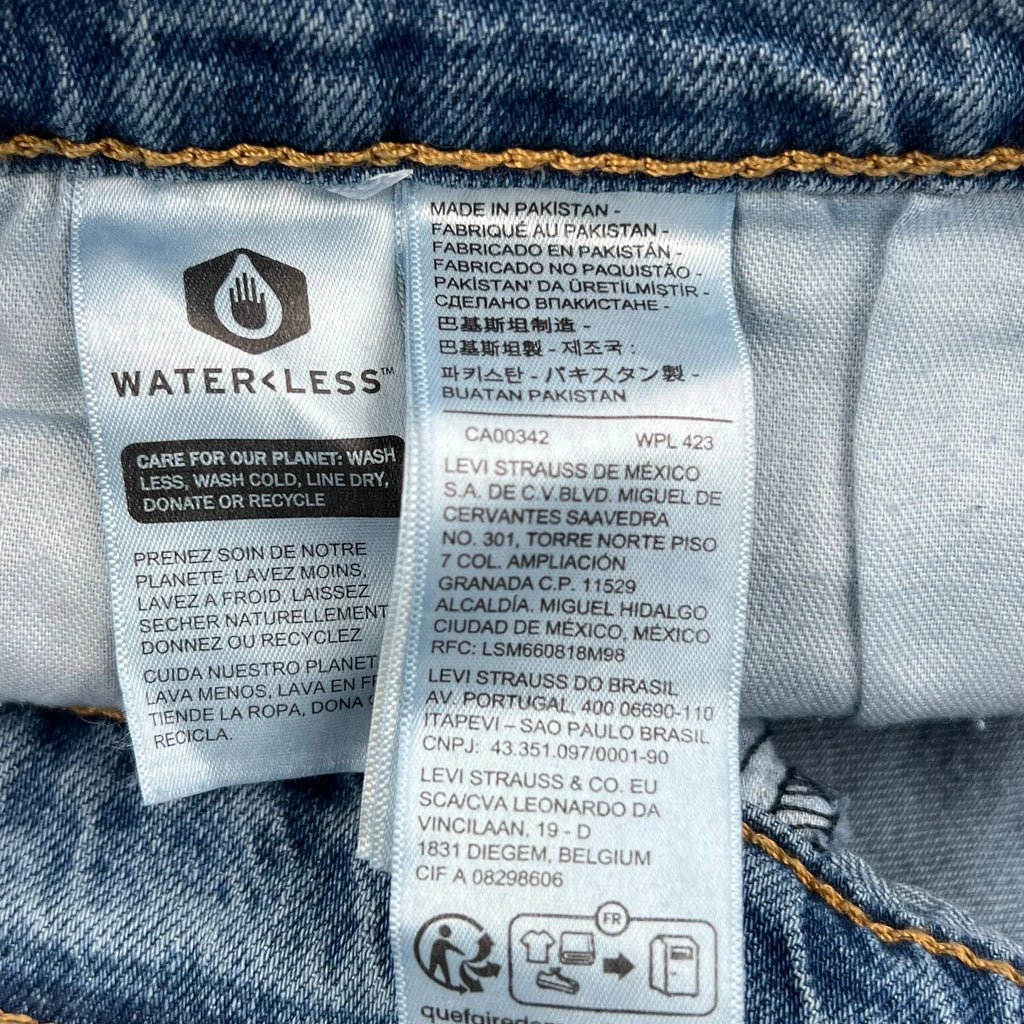 WATER<LESS™
CARE FOR OUR PLANET: WASH
LESS, WASH COLD, LINE DRY,
DONATE OR RECYCLE
PRENEZ SOIN DE NOTRE
PLANETE: LAVEZ MOINS,
LAVEZ A FROID, LAISSEZ
SECHER NATURELLEMENT
DONNEZ OU RECYCLEZ
CUIDA NUESTRO PLANET
LAVA MENOS, LAVA EN
TIENDE LA ROPA, DONA
RECICLA.
MADE IN PAKISTAN -
FABRIQUÉ AU PAKISTAN -
FABRICADO EN PAKISTÁN -
FABRICADO NO PAQUISTÃO -
PAKİSTAN' DA ÜRETİLMİŞTİR -
СДЕЛАНО ВПАКИСТАНЕ -
巴基斯坦制造 -
巴基斯坦製 - 제조국 :
파키스탄 - パキスタン製 -
BUATAN PAKISTAN
CA00342 WPL 423
LEVI STRAUSS DE MÉXICO
S.A. DE C.V.BLVD. MIGUEL DE
CERVANTES SAAVEDRA
NO. 301, TORRE NORTE PISO
7 COL. AMPLIACIÓN
GRANADA C.P. 11529
ALCALDÍA. MIGUEL HIDALGO
CIUDAD DE MÉXICO, MÉXICO
RFC: LSM660818M98
LEVI STRAUSS DO BRASIL
AV. PORTUGAL, 400 06690-110
ITAPEVI – SAO PAULO BRASIL
CNPJ: 43.351.097/0001-90
LEVI STRAUSS & CO. EU
SCA/CVA LEONARDO DA
VINCILAAN, 19 - D
1831 DIEGEM, BELGIUM
CIF A 08298606
FR